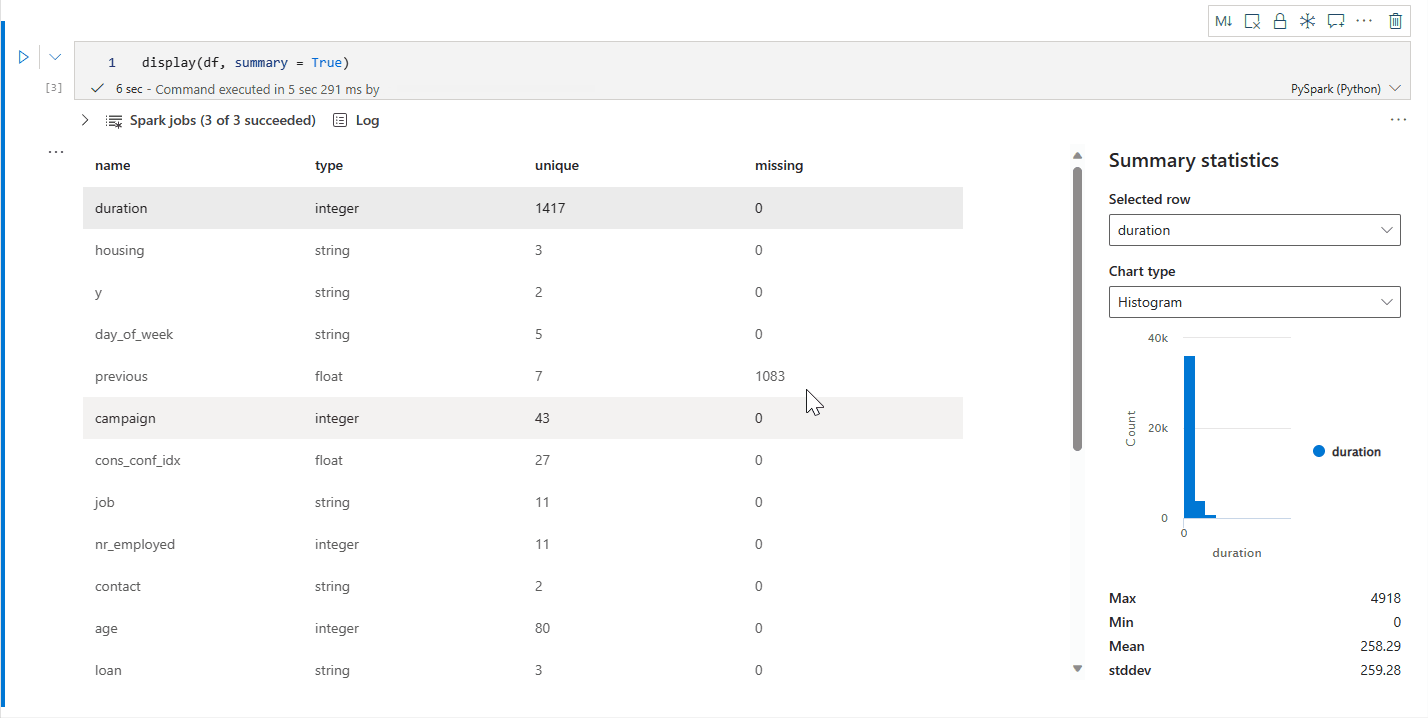 M↓
1 display(df, summary = True)
[3]
6 sec - Command executed in 5 sec 291 ms by
PySpark (Python)
Spark jobs (3 of 3 succeeded) Log
name type unique missing
duration integer 1417 0
housing string 3 0
y string 2 0
day_of_week string 5 0
previous float 7 1083
campaign integer 43 0
cons_conf_idx float 27 0
job string 11 0
nr_employed integer 11 0
contact string 2 0
age integer 80 0
loan string 3 0
Summary statistics
Selected row
duration
Chart type
Histogram
40k
20k
0
Count
0
duration
duration
Max 4918
Min 0
Mean 258.29
stddev 259.28